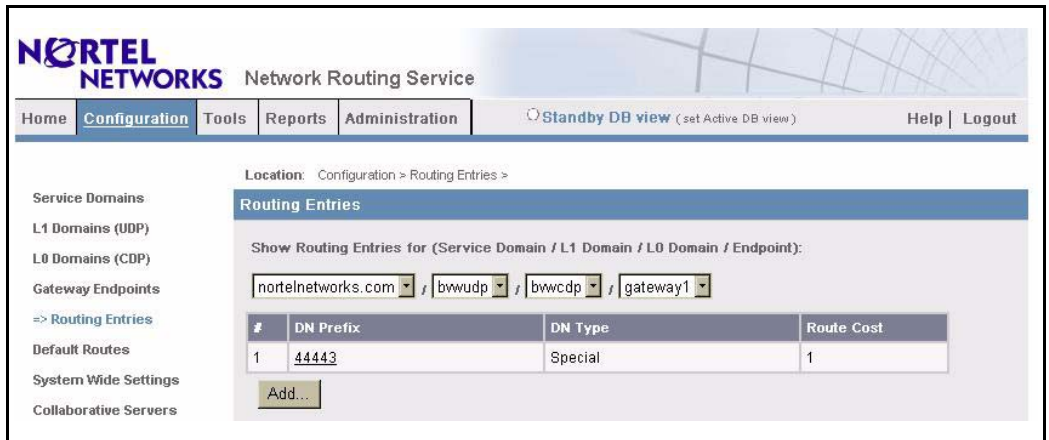 NORTEL
NETWORKS Network Routing Service
Home Configuration Tools Reports Administration Standby DB view ( set Active DB view ) Help | Logout
Location: Configuration > Routing Entries >
Service Domains
L1 Domains (UDP)
L0 Domains (CDP)
Gateway Endpoints
=> Routing Entries
Default Routes
System Wide Settings
Collaborative Servers
Routing Entries
Show Routing Entries for (Service Domain / L1 Domain / L0 Domain / Endpoint):
nortelnetworks.com / bvwudp / bvwcdp / gateway1
# DN Prefix DN Type Route Cost
1 44443 Special 1
Add...